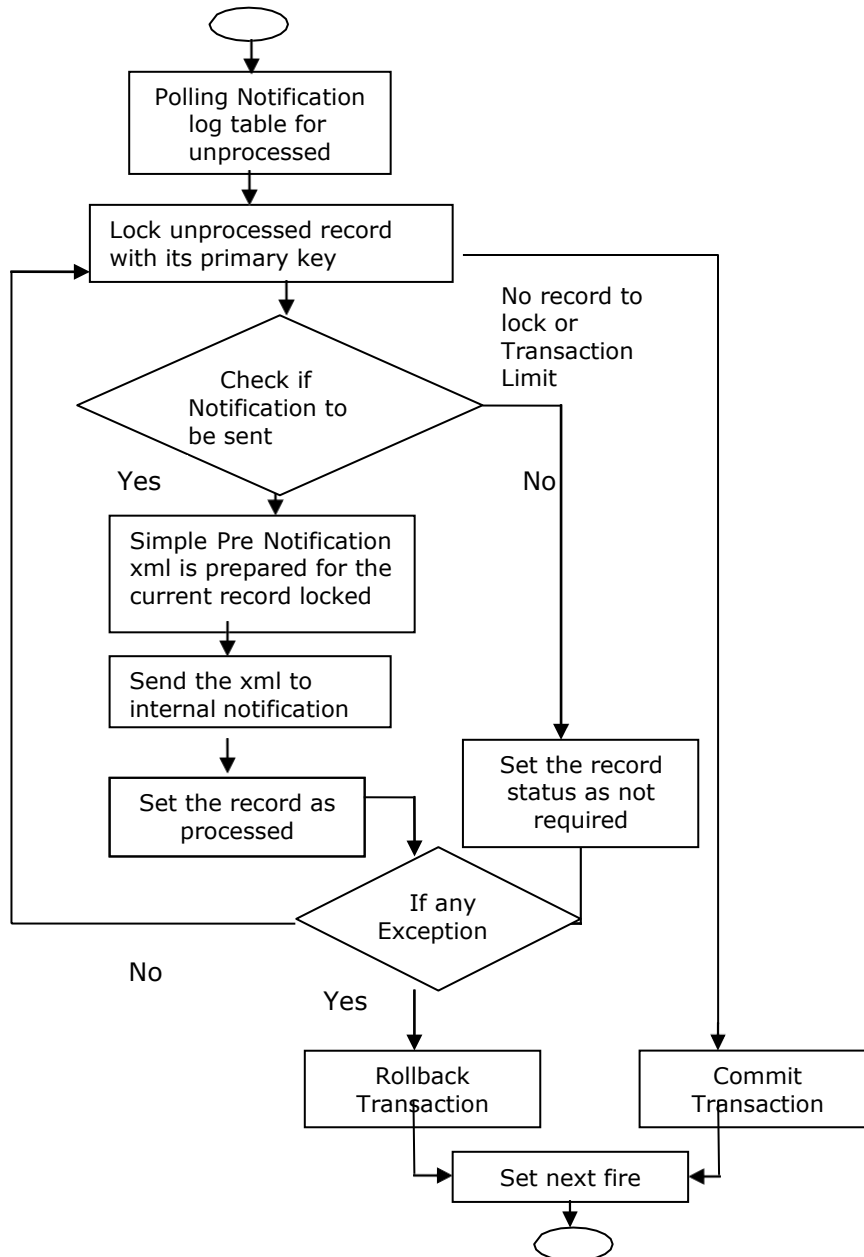 Polling Notification
log table for
unprocessed
Lock unprocessed record
with its primary key
No record to
lock or
Transaction
Limit
Check if
Notification to
be sent
Yes
No
Simple Pre Notification
xml is prepared for the
current record locked
Send the xml to
internal notification
Set the record as
processed
Set the record
status as not
required
If any
Exception
No
Yes
Rollback
Transaction
Commit
Transaction
Set next fire